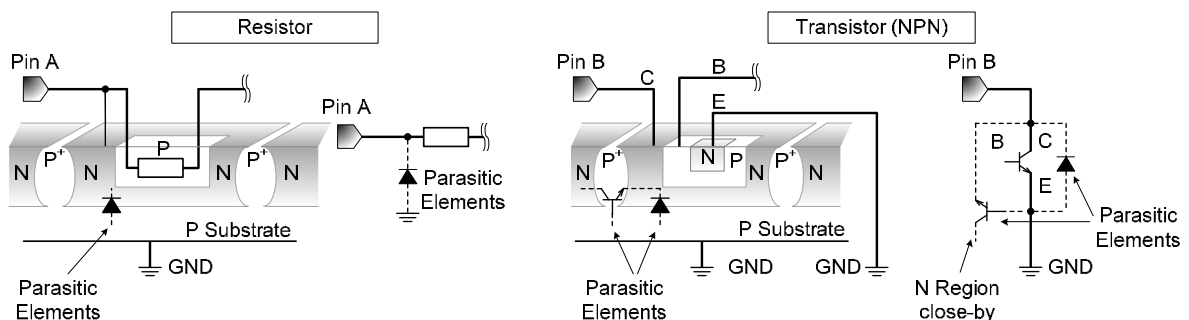 Resistor
Pin A
P
N
P+
N
P+
N
Parasitic
Elements
P Substrate
GND
Pin A
Parasitic
Elements
Transistor (NPN)
Pin B
C
B
E
N
P+
N
N
P
P+
N
P Substrate
GND
GND
Parasitic
Elements
Pin B
B
C
E
Parasitic
Elements
GND
N Region
close-by